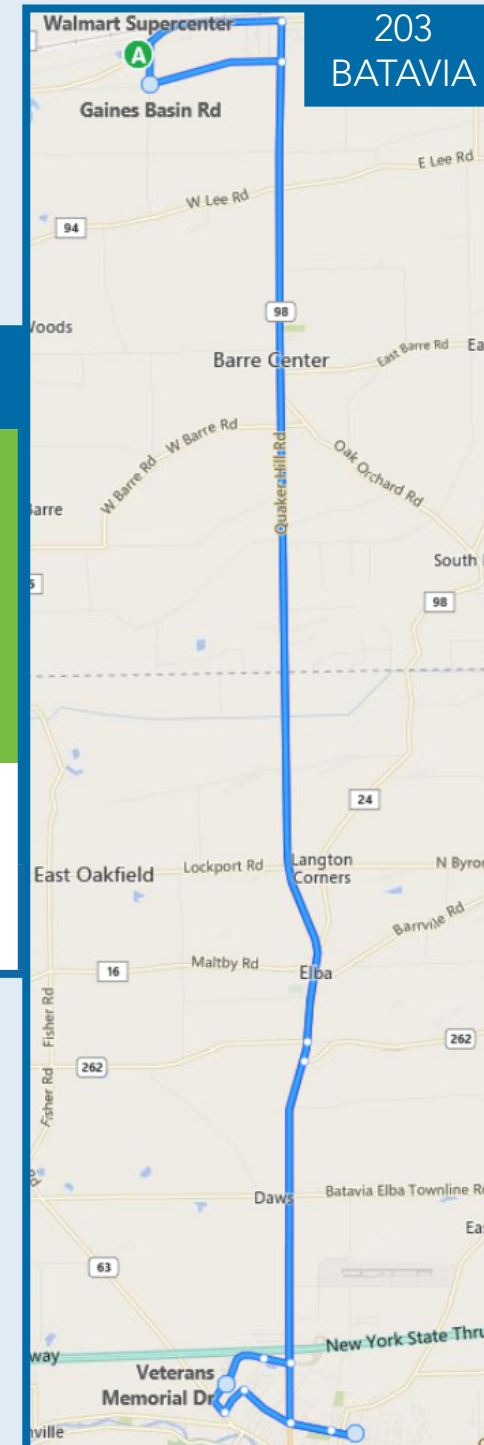 Walmart Supercenter
203
BATAVIA
A
Gaines Basin Rd
E Lee Rd
W Lee Rd
94
98
Barre Center
East Barre Rd
Ea
W Barre Rd
W Barre Rd
Quaker Hill Rd
Oak Orchard Rd
South
98
24
East Oakfield
Lockport Rd
Langton
Corners
N Byron
Barrville Rd
16
Maltby Rd
Elba
Fisher Rd
262
262
Fisher Rd
Daws
Batavia Elba Townline R
Eas
63
New York State Thru
way
Veterans
Memorial Dr
ville